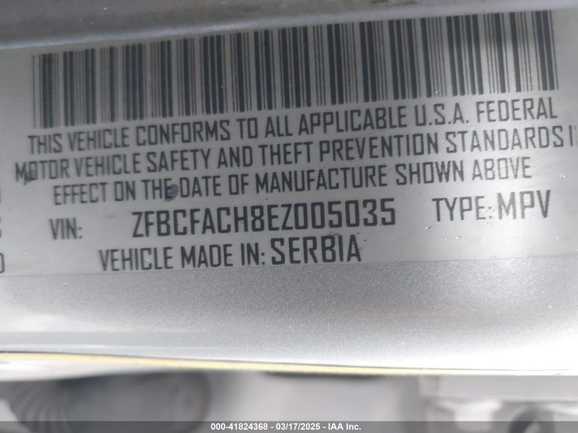 THIS VEHICLE CONFORMS TO ALL APPLICABLE U.S.A. FEDERAL
MOTOR VEHICLE SAFETY AND THEFT PREVENTION STANDARDS I
EFFECT ON THE DATE OF MANUFACTURE SHOWN ABOVE
VIN: ZFBCFACH8EZ005035 TYPE: MPV
VEHICLE MADE IN: SERBIA
000-41824368 - 03/17/2025 - IAA Inc.